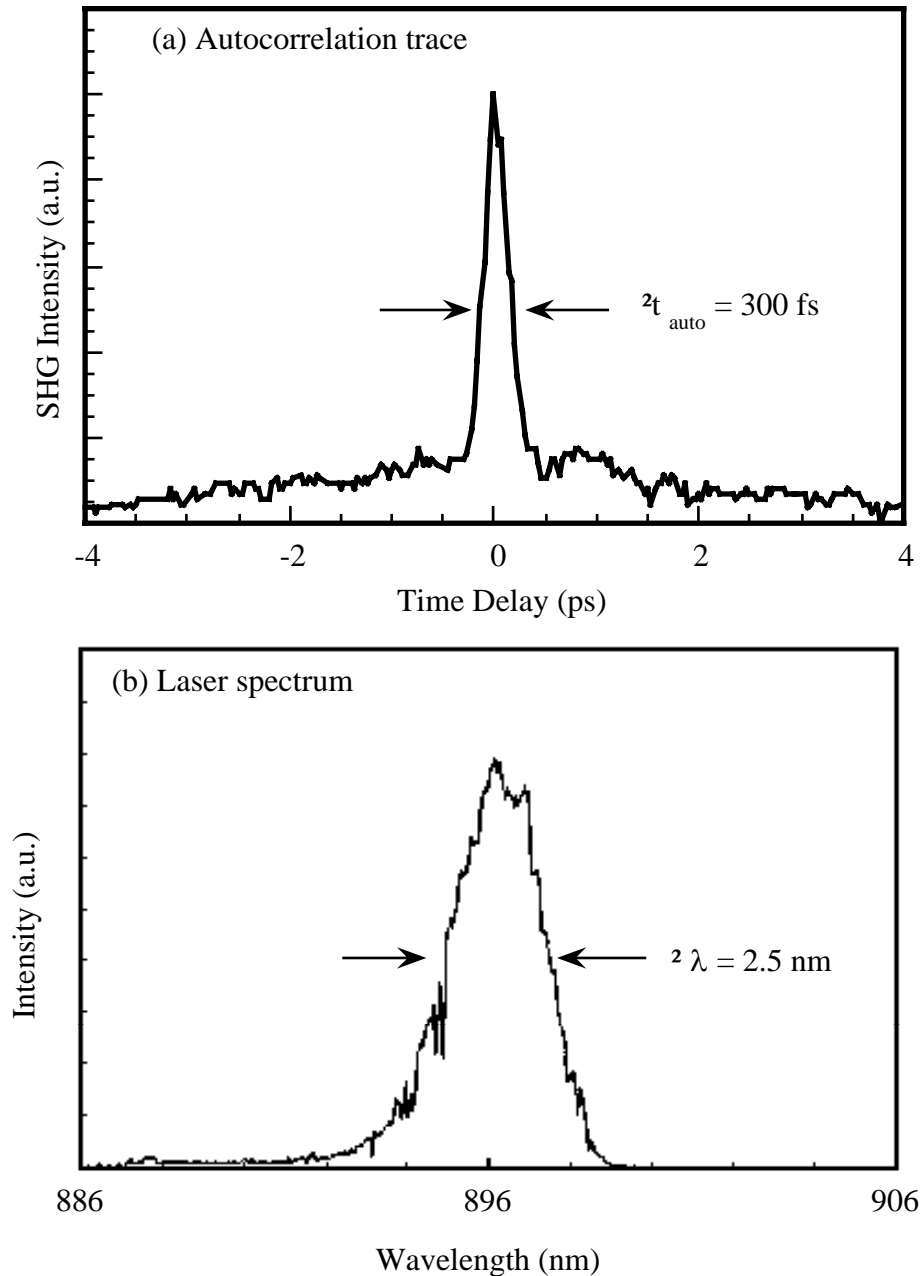 (a) Autocorrelation trace
SHG Intensity (a.u.)
²t auto = 300 fs
-4 -2 0 2 4
Time Delay (ps)
(b) Laser spectrum
Intensity (a.u.)
² λ = 2.5 nm
886 896 906
Wavelength (nm)